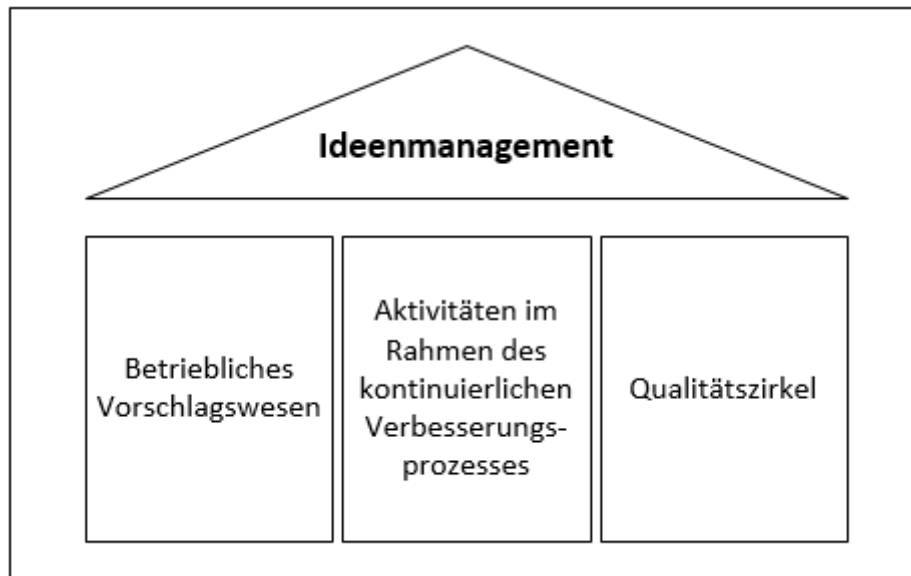 Ideenmanagement
Betriebliches
Vorschlagswesen
Aktivitäten im
Rahmen des
kontinuierlichen
Verbesserungs-
prozesses
Qualitätszirkel